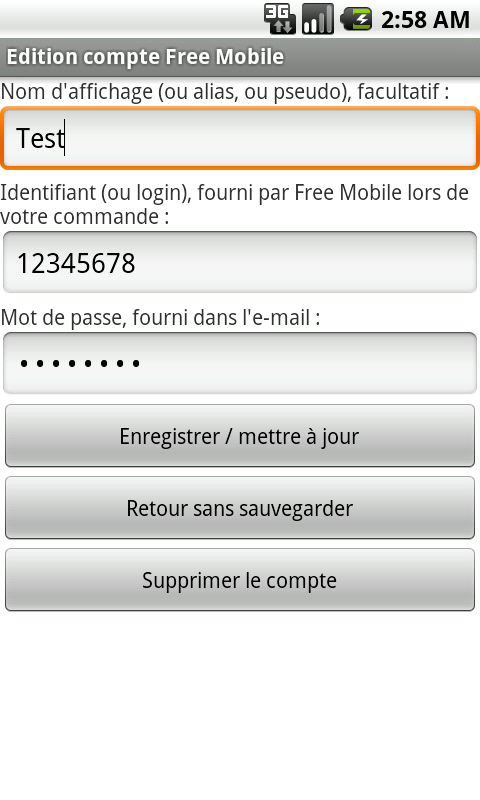 3G 2:58 AM
Edition compte Free Mobile
Nom d'affichage (ou alias, ou pseudo), facultatif :
Test
Identifiant (ou login), fourni par Free Mobile lors de
votre commande :
12345678
Mot de passe, fourni dans l'e-mail :
••••••••
Enregistrer / mettre à jour
Retour sans sauvegarder
Supprimer le compte